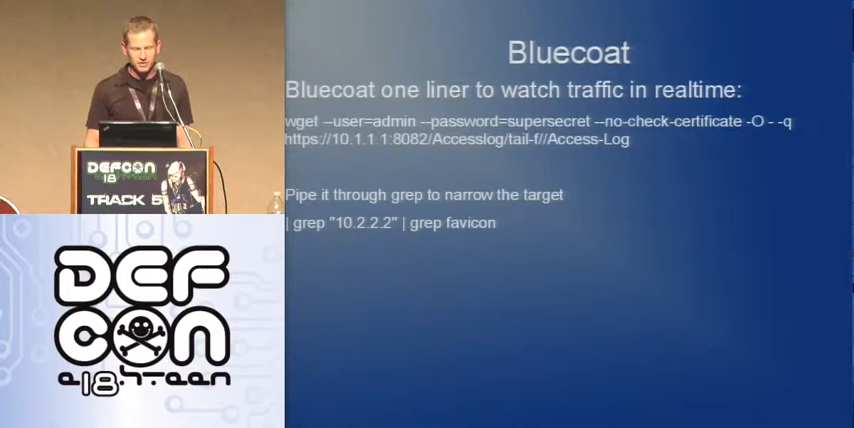 Bluecoat
Bluecoat one liner to watch traffic in realtime:
wget --user=admin --password=supersecret --no-check-certificate -O - -q
https://10.1.1.1:8082/Accesslog/tail-f//Access-Log
Pipe it through grep to narrow the target
| grep "10.2.2.2" | grep favicon
DEFCON
18
TRACK 5
DEF
CON
e18hteen